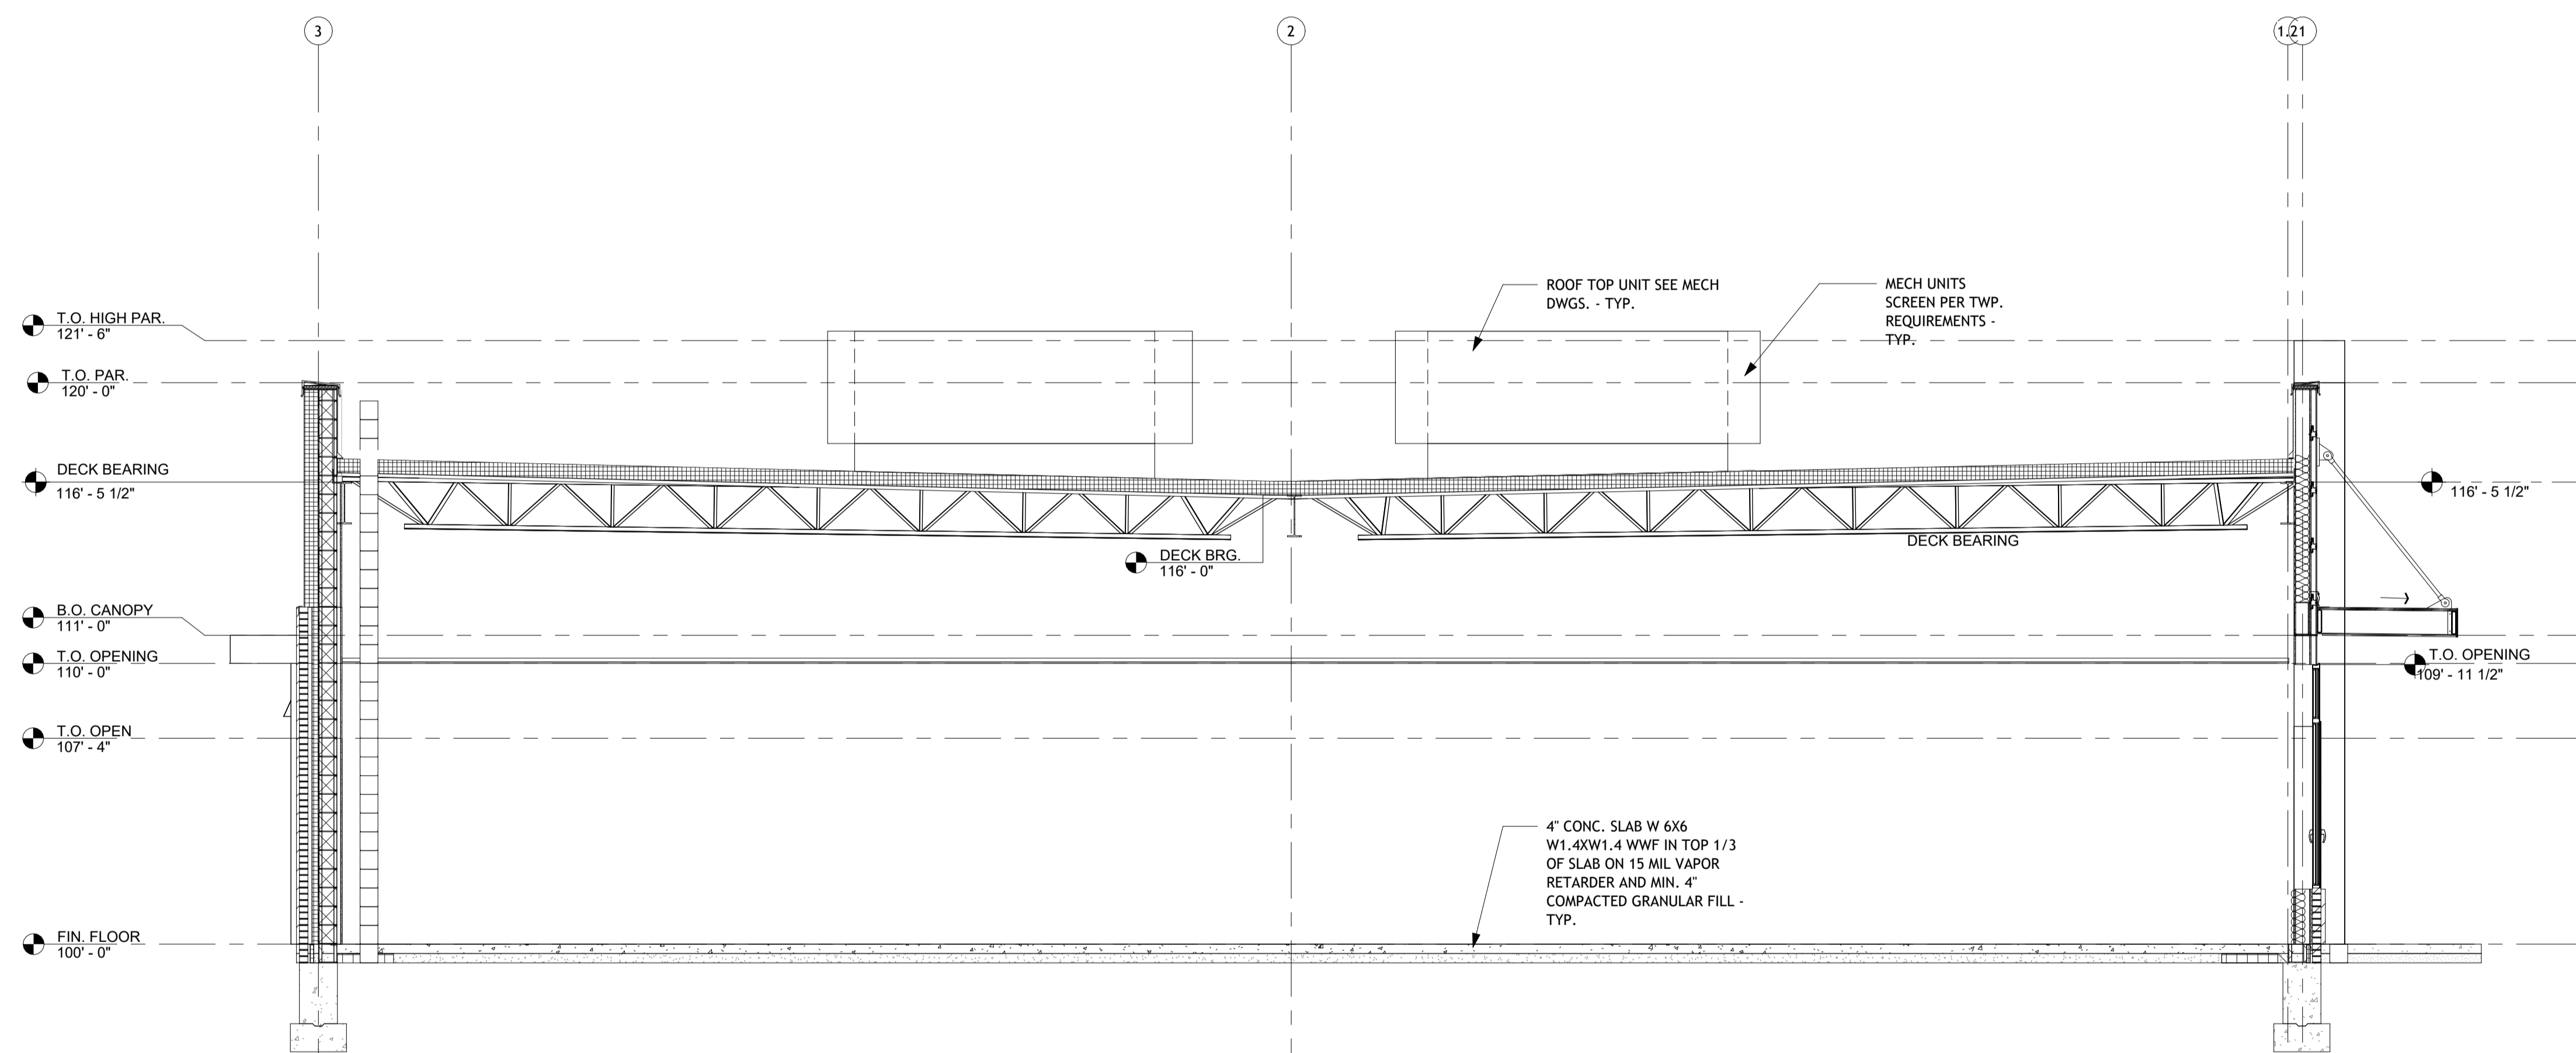 3
2
1.2
1
ROOF TOP UNIT SEE MECH
DWGS. - TYP.
MECH UNITS
SCREEN PER TWP.
REQUIREMENTS -
TYP.
T.O. HIGH PAR.
121' - 6"
T.O. PAR.
120' - 0"
DECK BEARING
116' - 5 1/2"
116' - 5 1/2"
DECK BEARING
DECK BRG.
116' - 0"
B.O. CANOPY
111' - 0"
T.O. OPENING
110' - 0"
T.O. OPENING
109' - 11 1/2"
T.O. OPEN
107' - 4"
4" CONC. SLAB W 6X6
W1.4XW1.4 WWF IN TOP 1/3
OF SLAB ON 15 MIL VAPOR
RETARDER AND MIN. 4"
COMPACTED GRANULAR FILL -
TYP.
FIN. FLOOR
100' - 0"